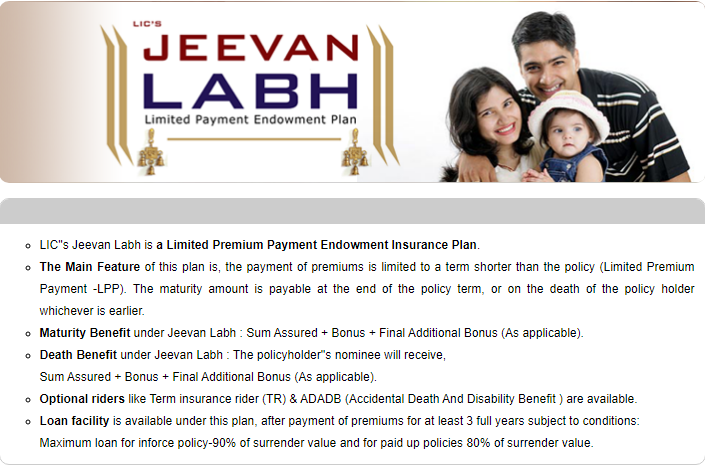 LIC'S
JEEVAN
LABH
Limited Payment Endowment Plan
LIC"s Jeevan Labh is a Limited Premium Payment Endowment Insurance Plan.
The Main Feature of this plan is, the payment of premiums is limited to a term shorter than the policy (Limited Premium
Payment -LPP). The maturity amount is payable at the end of the policy term, or on the death of the policy holder
whichever is earlier.
Maturity Benefit under Jeevan Labh : Sum Assured + Bonus + Final Additional Bonus (As applicable).
Death Benefit under Jeevan Labh : The policyholder"s nominee will receive,
Sum Assured + Bonus + Final Additional Bonus (As applicable).
Optional riders like Term insurance rider (TR) & ADADB (Accidental Death And Disability Benefit ) are available.
Loan facility is available under this plan, after payment of premiums for at least 3 full years subject to conditions:
Maximum loan for inforce policy-90% of surrender value and for paid up policies 80% of surrender value.